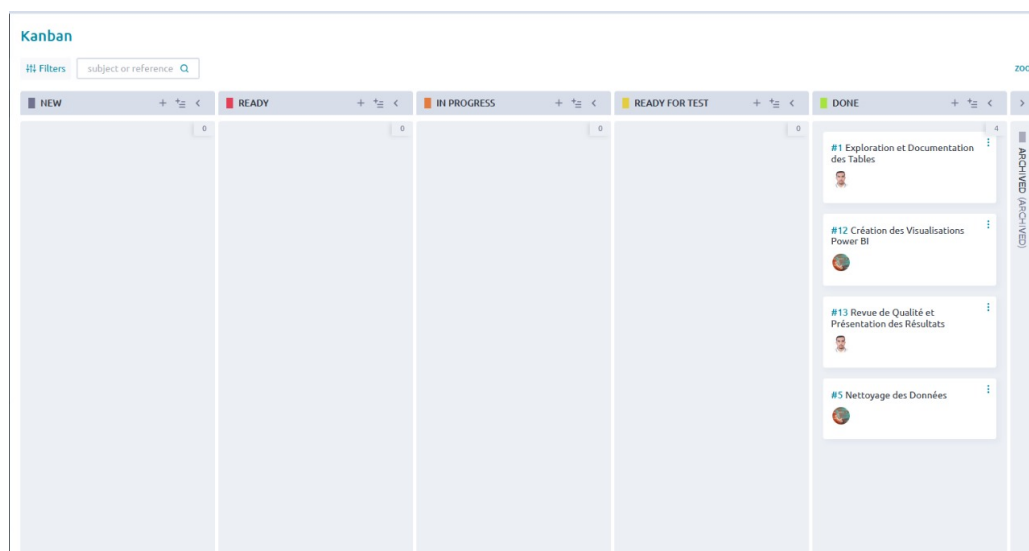 Kanban
Filters
subject or reference
ZOO
NEW
READY
IN PROGRESS
READY FOR TEST
DONE
0
0
0
0
4
#1 Exploration et Documentation
des Tables
#12 Création des Visualisations
Power BI
#13 Revue de Qualité et
Présentation des Résultats
#5 Nettoyage des Données
ARCHIVED (ARCHIVED)